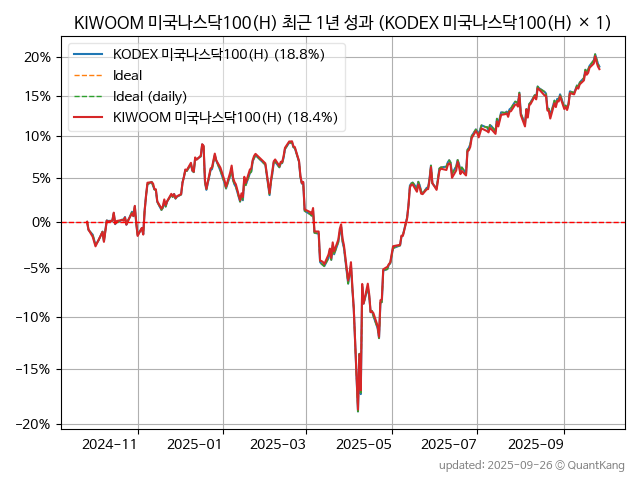 KIWOOM 미국나스닥100(H) 최근 1년 성과 (KODEX 미국나스닥100(H) × 1)
KODEX 미국나스닥100(H) (18.8%)
Ideal
Ideal (daily)
KIWOOM 미국나스닥100(H) (18.4%)
20%
15%
10%
5%
0%
−5%
−10%
−15%
−20%
2024-11 2025-01 2025-03 2025-05 2025-07 2025-09
updated: 2025-09-26 © QuantKang